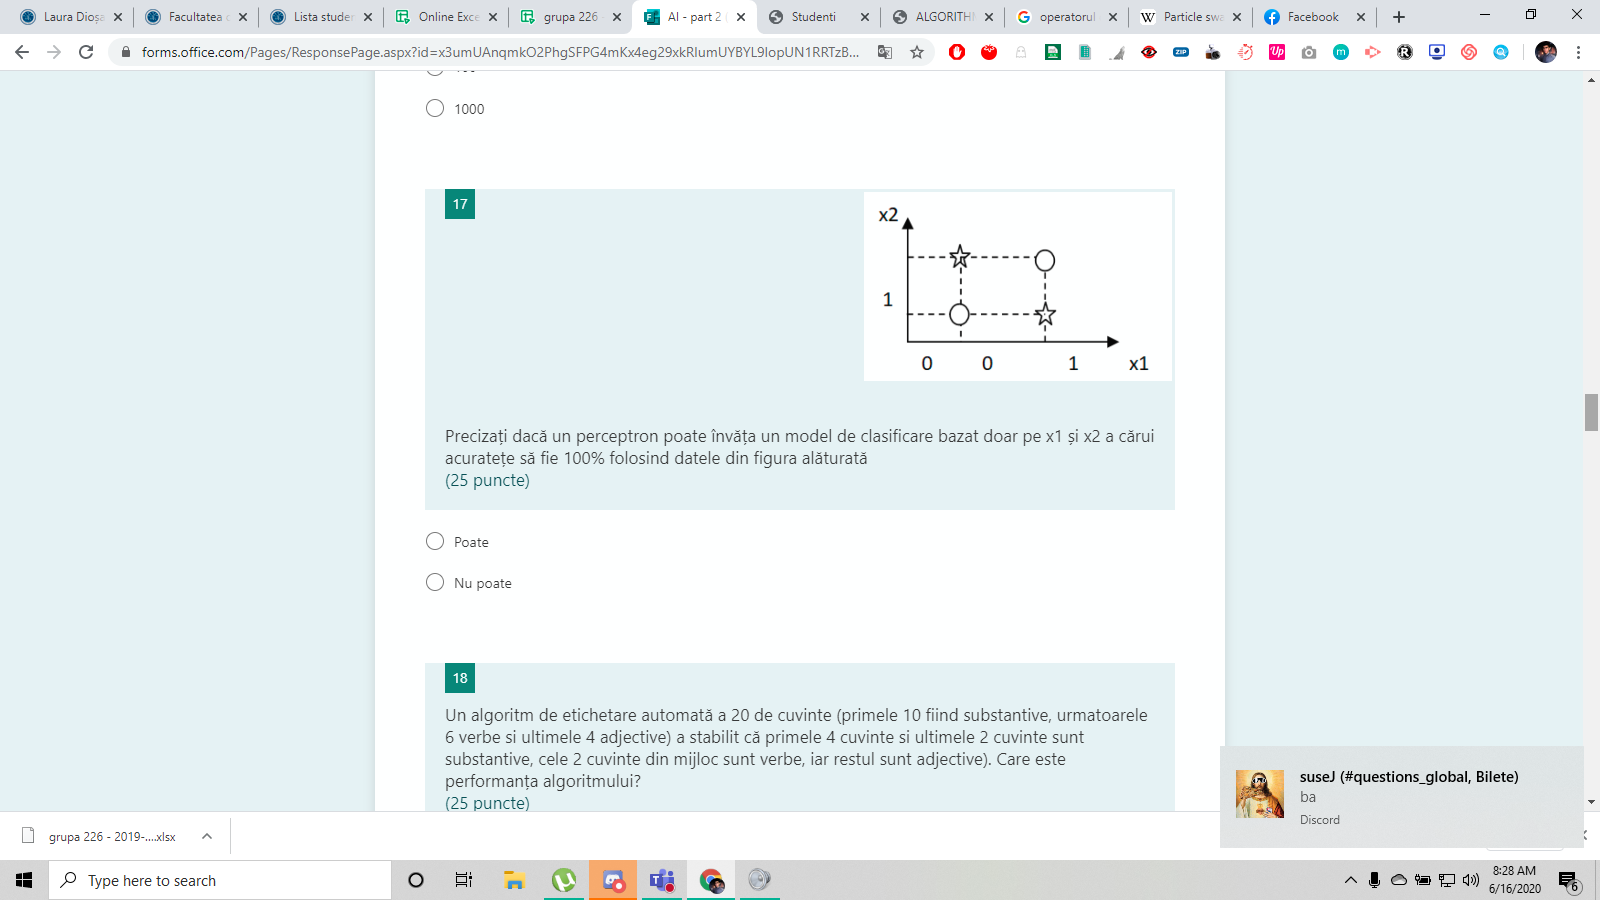 Laura Dioșa
Facultatea d
Lista studen
Online Exce
grupa 226 -
AI - part 2 (
Studenti
ALGORITH
operatorul
Particle swa
Facebook
forms.office.com/Pages/ResponsePage.aspx?id=x3umUAnqmkO2PhgSFPG4mKx4eg29xkRIumUYBYL9IopUN1RRTzB...
1000
17
x2
1
0
0
1
x1
Precizați dacă un perceptron poate învăța un model de clasificare bazat doar pe x1 și x2 a cărui
acuratețe să fie 100% folosind datele din figura alăturată
(25 puncte)
Poate
Nu poate
18
Un algoritm de etichetare automată a 20 de cuvinte (primele 10 fiind substantive, urmatoarele
6 verbe si ultimele 4 adjective) a stabilit că primele 4 cuvinte si ultimele 2 cuvinte sunt
substantive, cele 2 cuvinte din mijloc sunt verbe, iar restul sunt adjective). Care este
performanța algoritmului?
(25 puncte)
suseJ (#questions_global, Bilete)
ba
Discord
grupa 226 - 2019-....xlsx
Type here to search
8:28 AM
6/16/2020
6